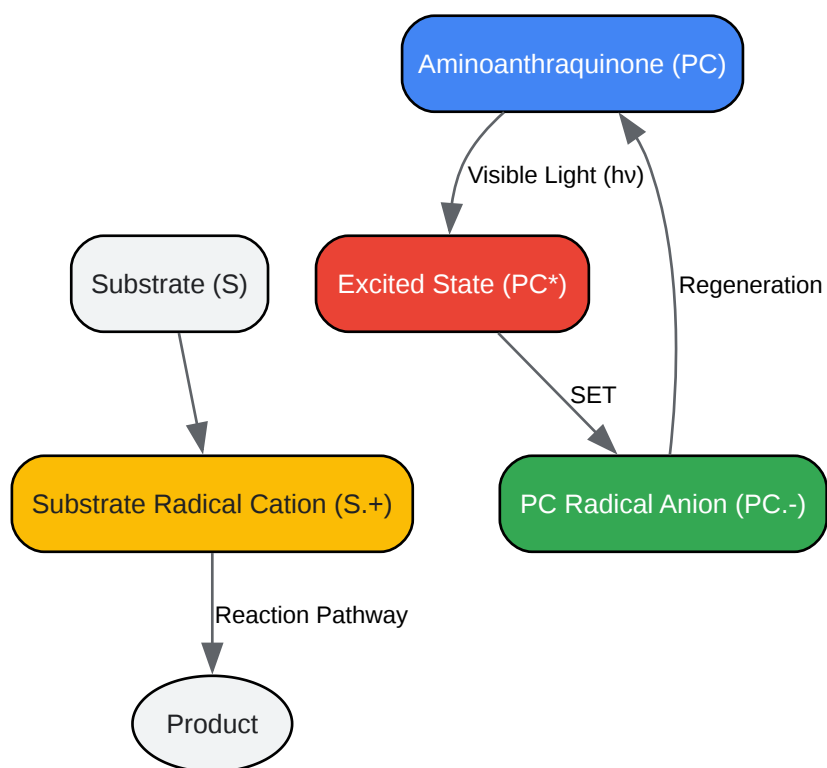 Aminoanthraquinone (PC)
Visible Light (hν)
Substrate (S)
Excited State (PC*)
Regeneration
SET
Substrate Radical Cation (S.+)
PC Radical Anion (PC.-)
Reaction Pathway
Product